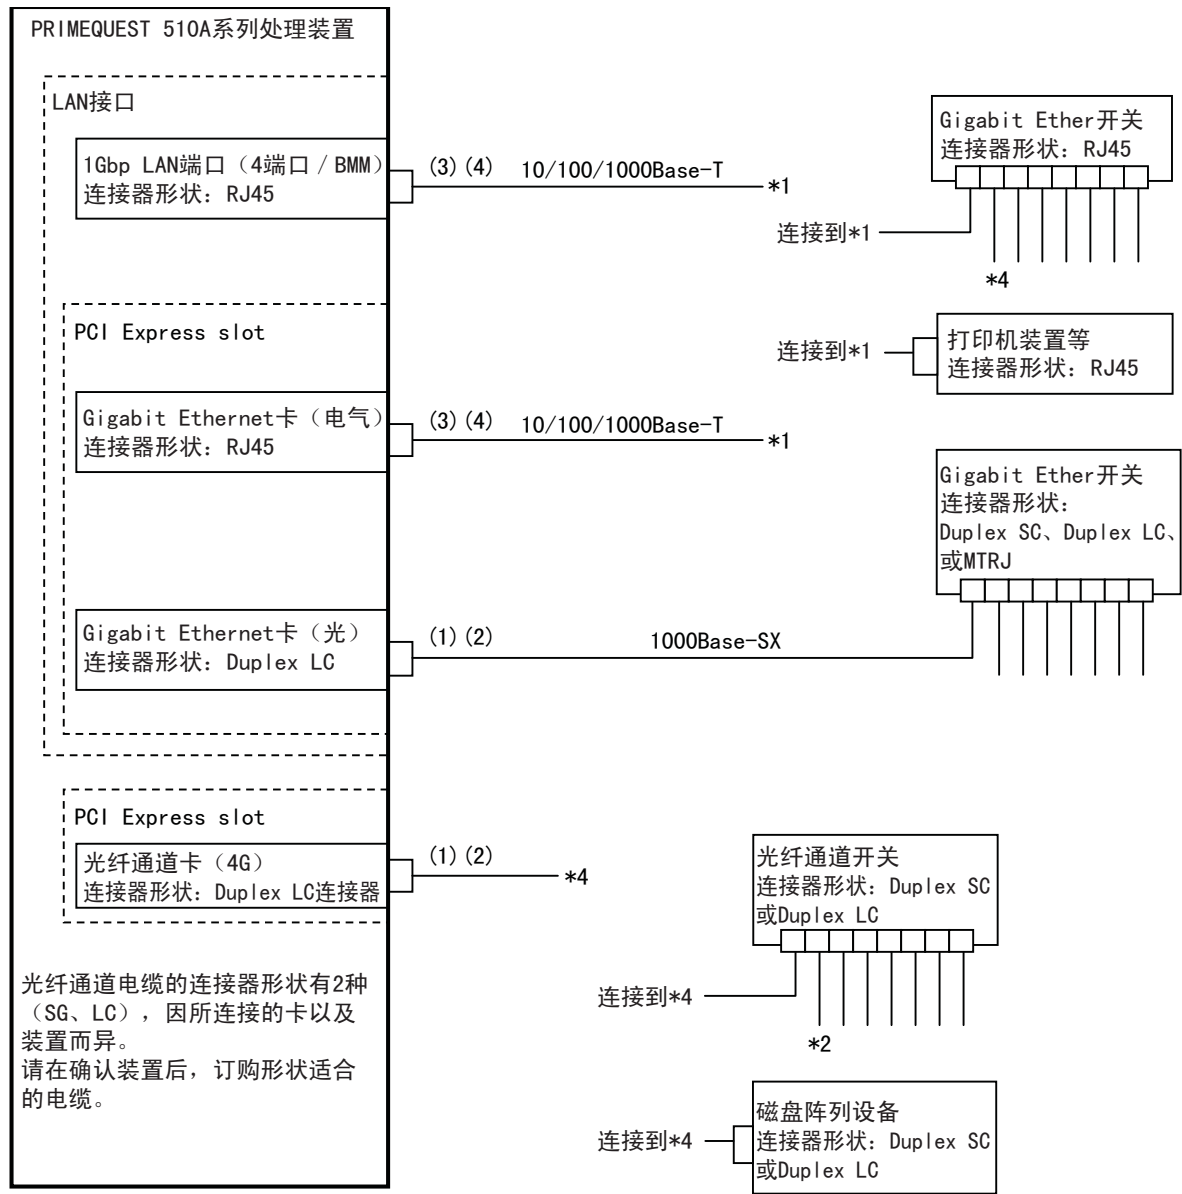 PRIMEQUEST 510A系列处理装置
LAN接口
1Gbp LAN端口（4端口／BMM）
连接器形状：RJ45
(3)(4)
10/100/1000Base-T
*1
Gigabit Ether开关
连接器形状：RJ45
连接到*1
*4
PCI Express slot
打印机装置等
连接器形状：RJ45
连接到*1
Gigabit Ethernet卡（电气）
连接器形状：RJ45
(3)(4)
10/100/1000Base-T
*1
Gigabit Ether开关
连接器形状：
Duplex SC、Duplex LC、
或MTRJ
Gigabit Ethernet卡（光）
连接器形状：Duplex LC
(1)(2)
1000Base-SX
PCI Express slot
光纤通道卡（4G）
连接器形状：Duplex LC连接器
(1)(2)
*4
光纤通道开关
连接器形状：Duplex SC
或Duplex LC
连接到*4
*2
光纤通道电缆的连接器形状有2种
（SG、LC），因所连接的卡以及
装置而异。
请在确认装置后，订购形状适合
的电缆。
磁盘阵列设备
连接器形状：Duplex SC
或Duplex LC
连接到*4